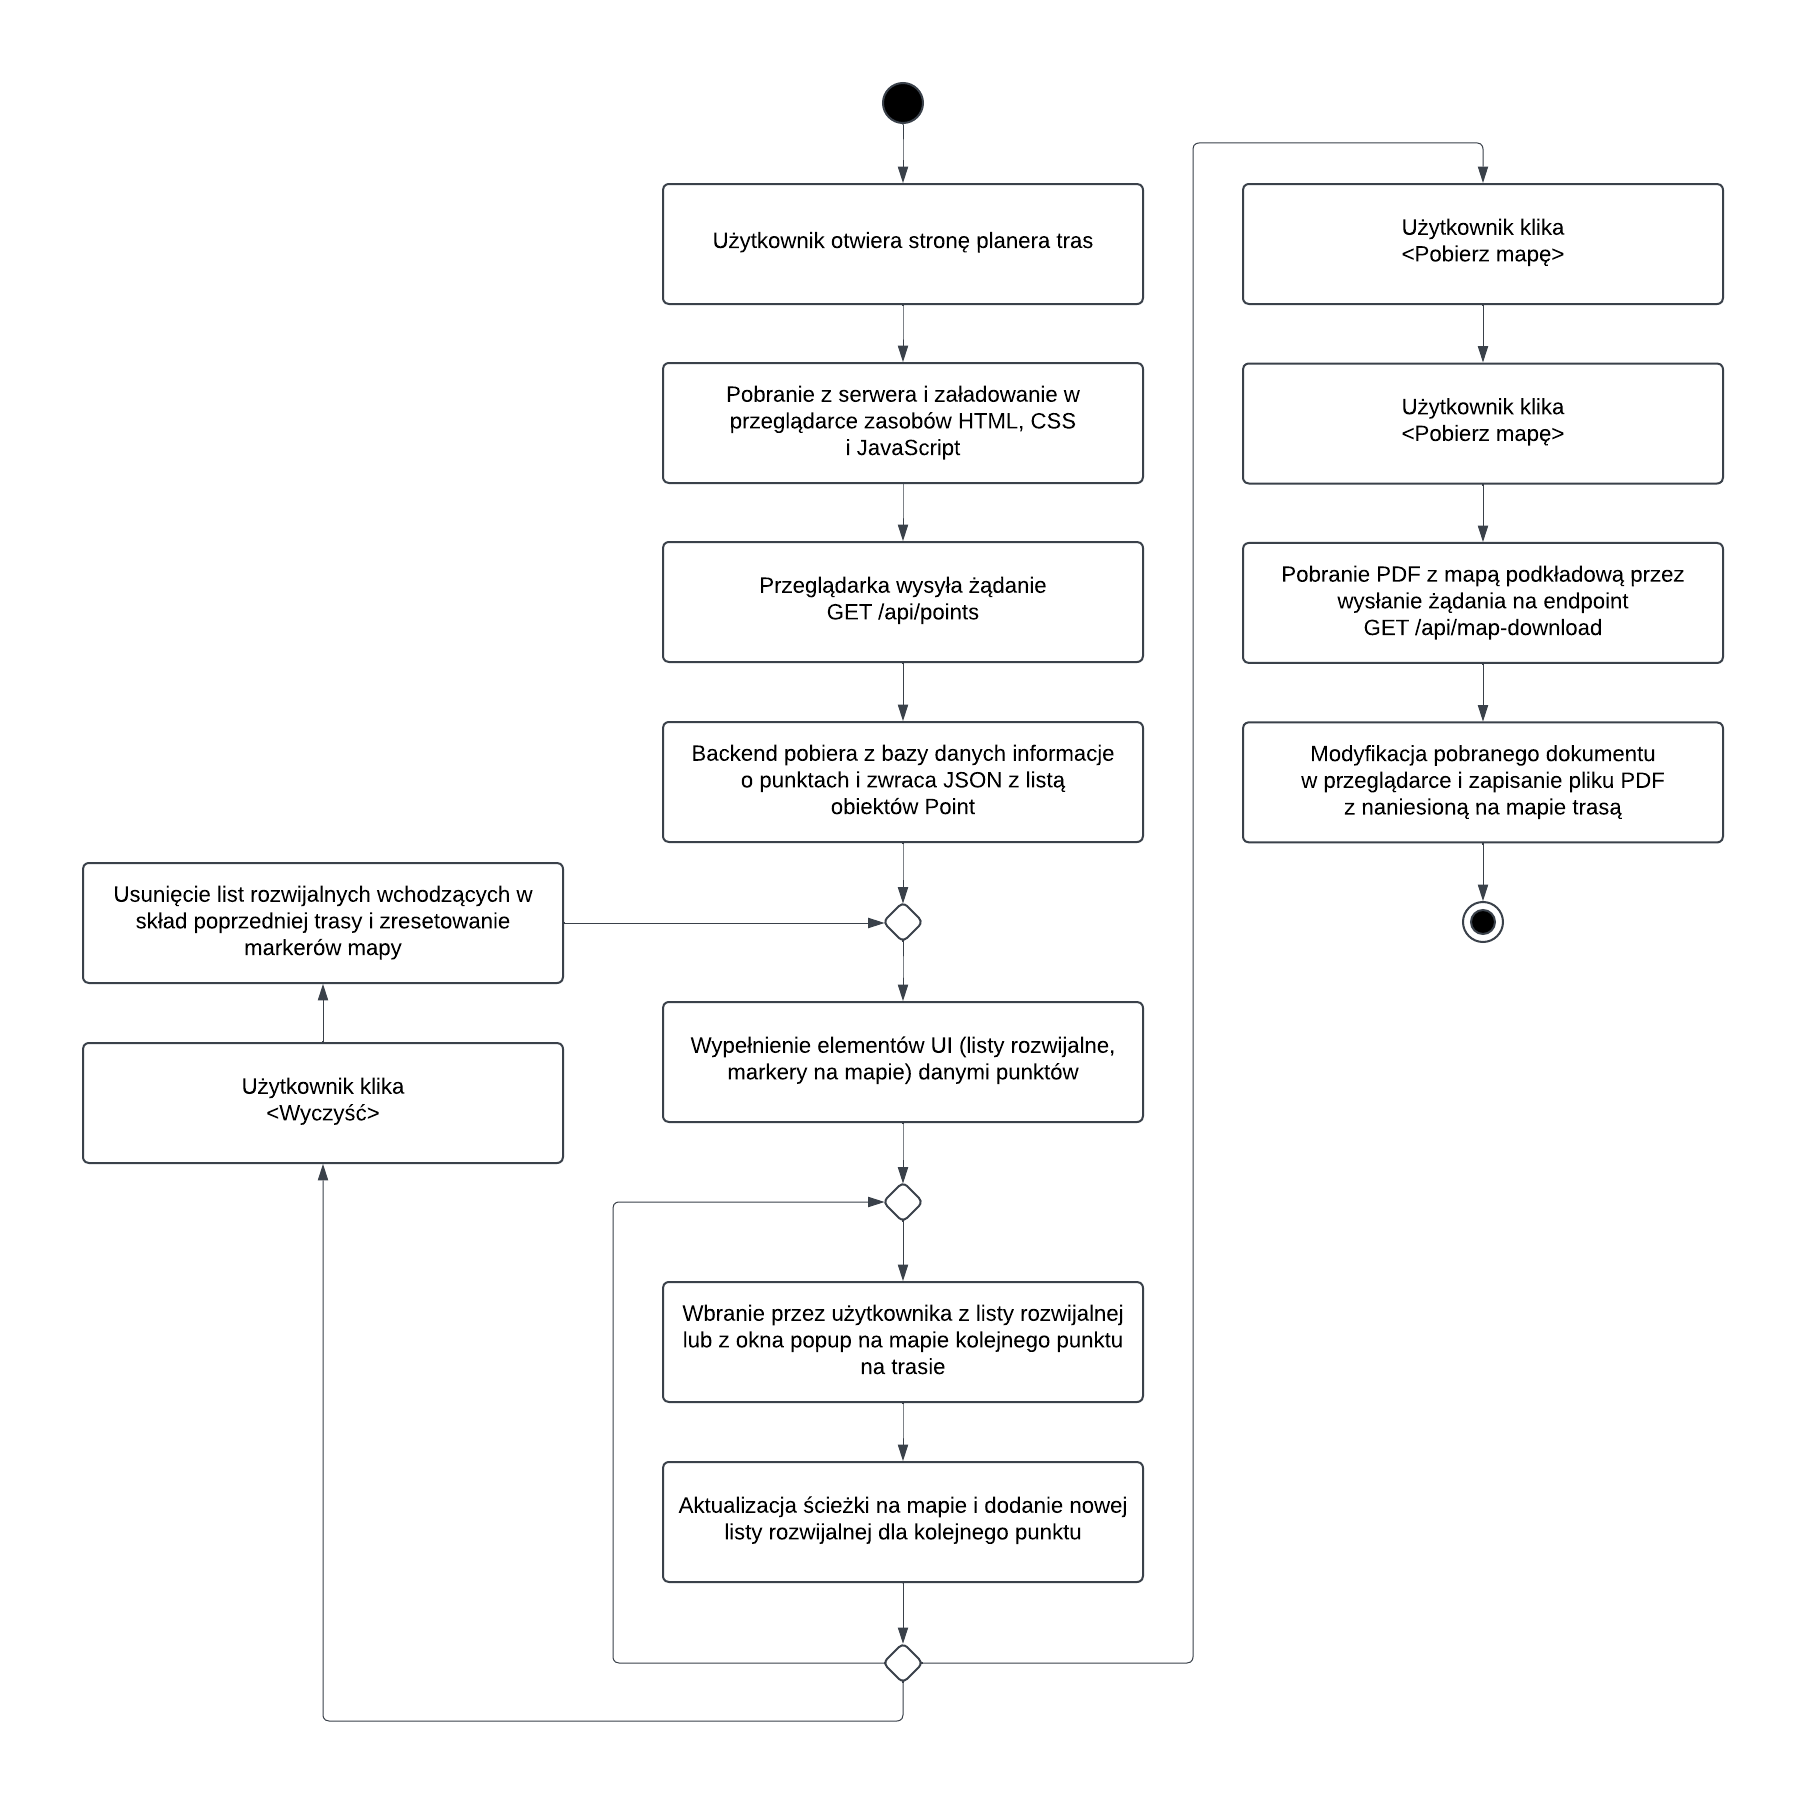 Użytkownik otwiera stronę planera tras
Pobranie z serwera i załadowanie w
przeglądarce zasobów HTML, CSS
i JavaScript
Przeglądarka wysyła żądanie
GET /api/points
Backend pobiera z bazy danych informacje
o punktach i zwraca JSON z listą
obiektów Point
Usunięcie list rozwijalnych wchodzących w
skład poprzedniej trasy i zresetowanie
markerów mapy
Użytkownik klika
<Wyczyść>
Wypełnienie elementów UI (listy rozwijalne,
markery na mapie) danymi punktów
Wbranie przez użytkownika z listy rozwijalnej
lub z okna popup na mapie kolejnego punktu
na trasie
Aktualizacja ścieżki na mapie i dodanie nowej
listy rozwijalnej dla kolejnego punktu
Użytkownik klika
<Pobierz mapę>
Użytkownik klika
<Pobierz mapę>
Pobranie PDF z mapą podkładową przez
wysłanie żądania na endpoint
GET /api/map-download
Modyfikacja pobranego dokumentu
w przeglądarce i zapisanie pliku PDF
z naniesioną na mapie trasą